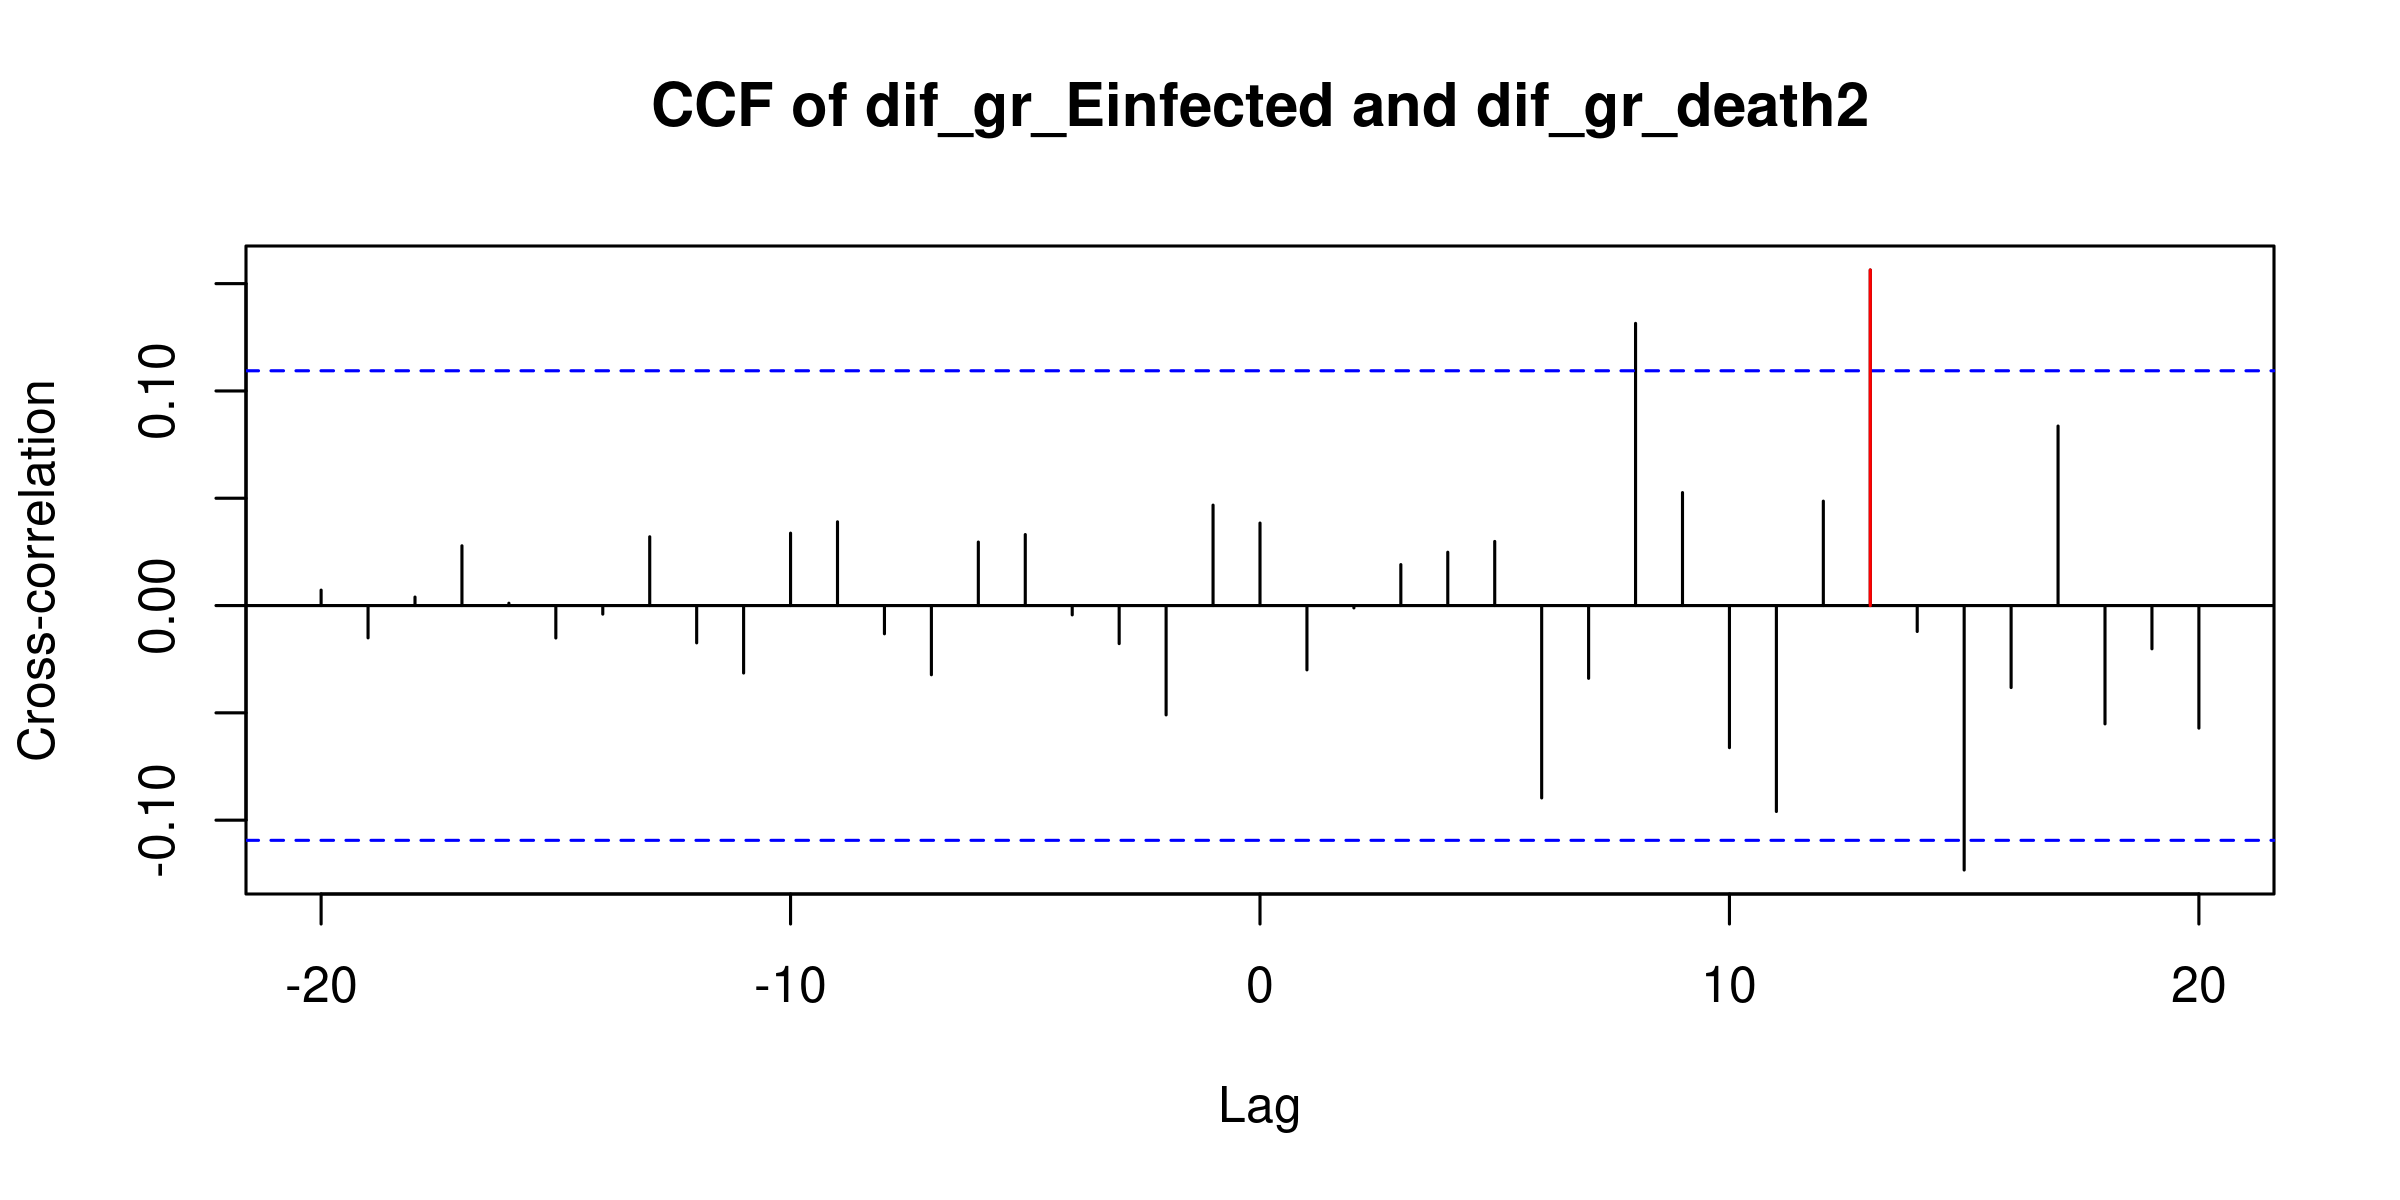 CCF of dif_gr_Einfected and dif_gr_death2
Cross-correlation
0.10
0.00
-0.10
-20 -10 0 10 20
Lag